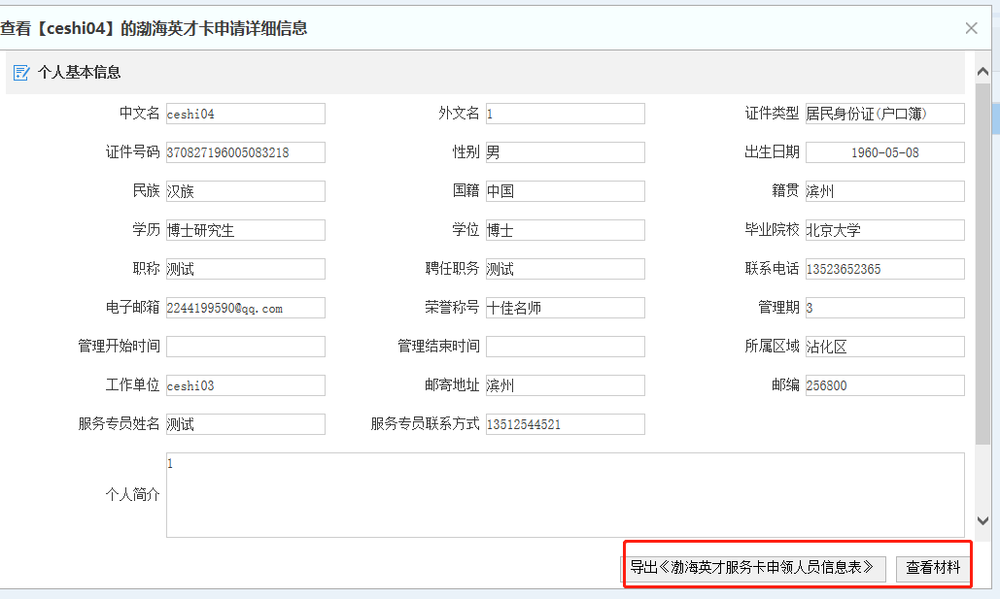 查看【ceshi04】的渤海英才卡申请详细信息
个人基本信息
中文名 ceshi04 外文名 1 证件类型 居民身份证(户口簿)
证件号码 370827196005083218 性别 男 出生日期 1960-05-08
民族 汉族 国籍 中国 籍贯 滨州
学历 博士研究生 学位 博士 毕业院校 北京大学
职称 测试 聘任职务 测试 联系电话 13523652365
电子邮箱 2244199590@qq.com 荣誉称号 十佳名师 管理期 3
管理开始时间 管理结束时间 所属区域 沾化区
工作单位 ceshi03 邮寄地址 滨州 邮编 256800
服务专员姓名 测试 服务专员联系方式 13512544521
个人简介 1
导出《渤海英才服务卡申领人员信息表》 查看材料